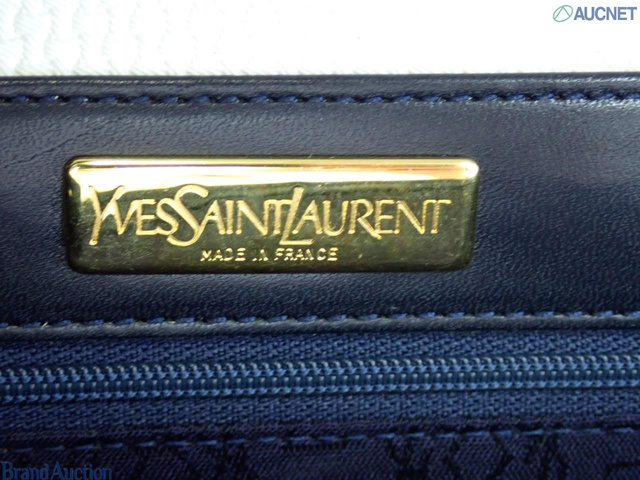 AUCNET
YVESSAINTLAURENT
MADE IN FRANCE
Brand Auction